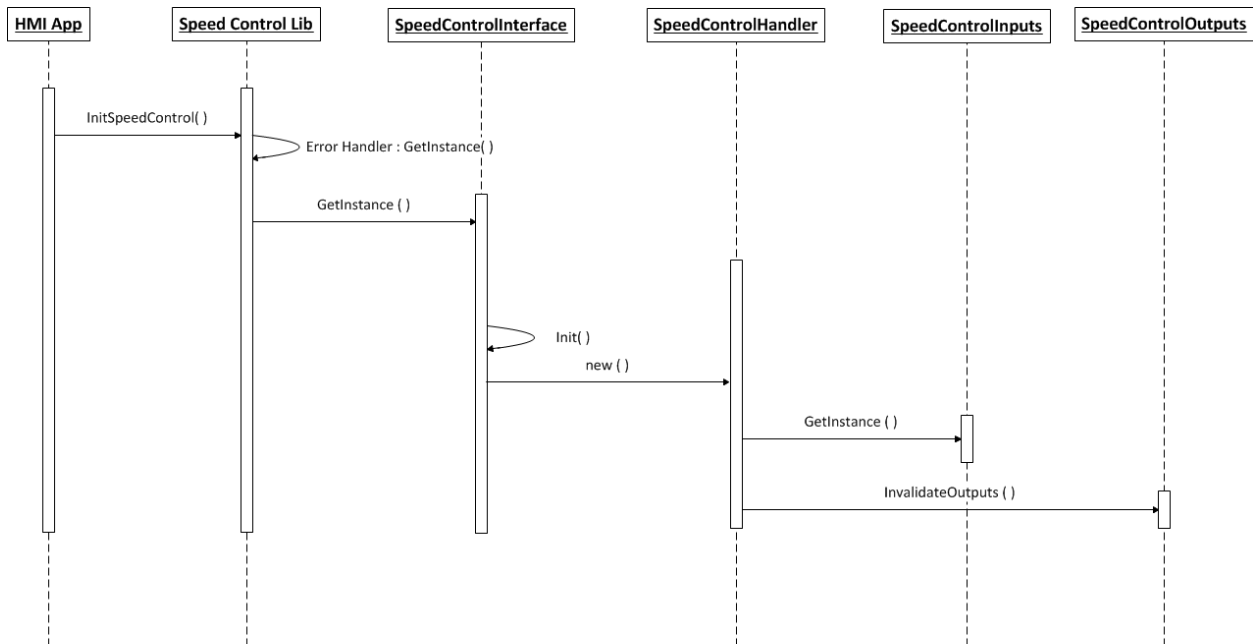 HMI App
Speed Control Lib
SpeedControlInterface
SpeedControlHandler
SpeedControlInputs
SpeedControlOutputs
InitSpeedControl( )
Error Handler : GetInstance( )
GetInstance ( )
Init( )
new ( )
GetInstance ( )
InvalidateOutputs ( )